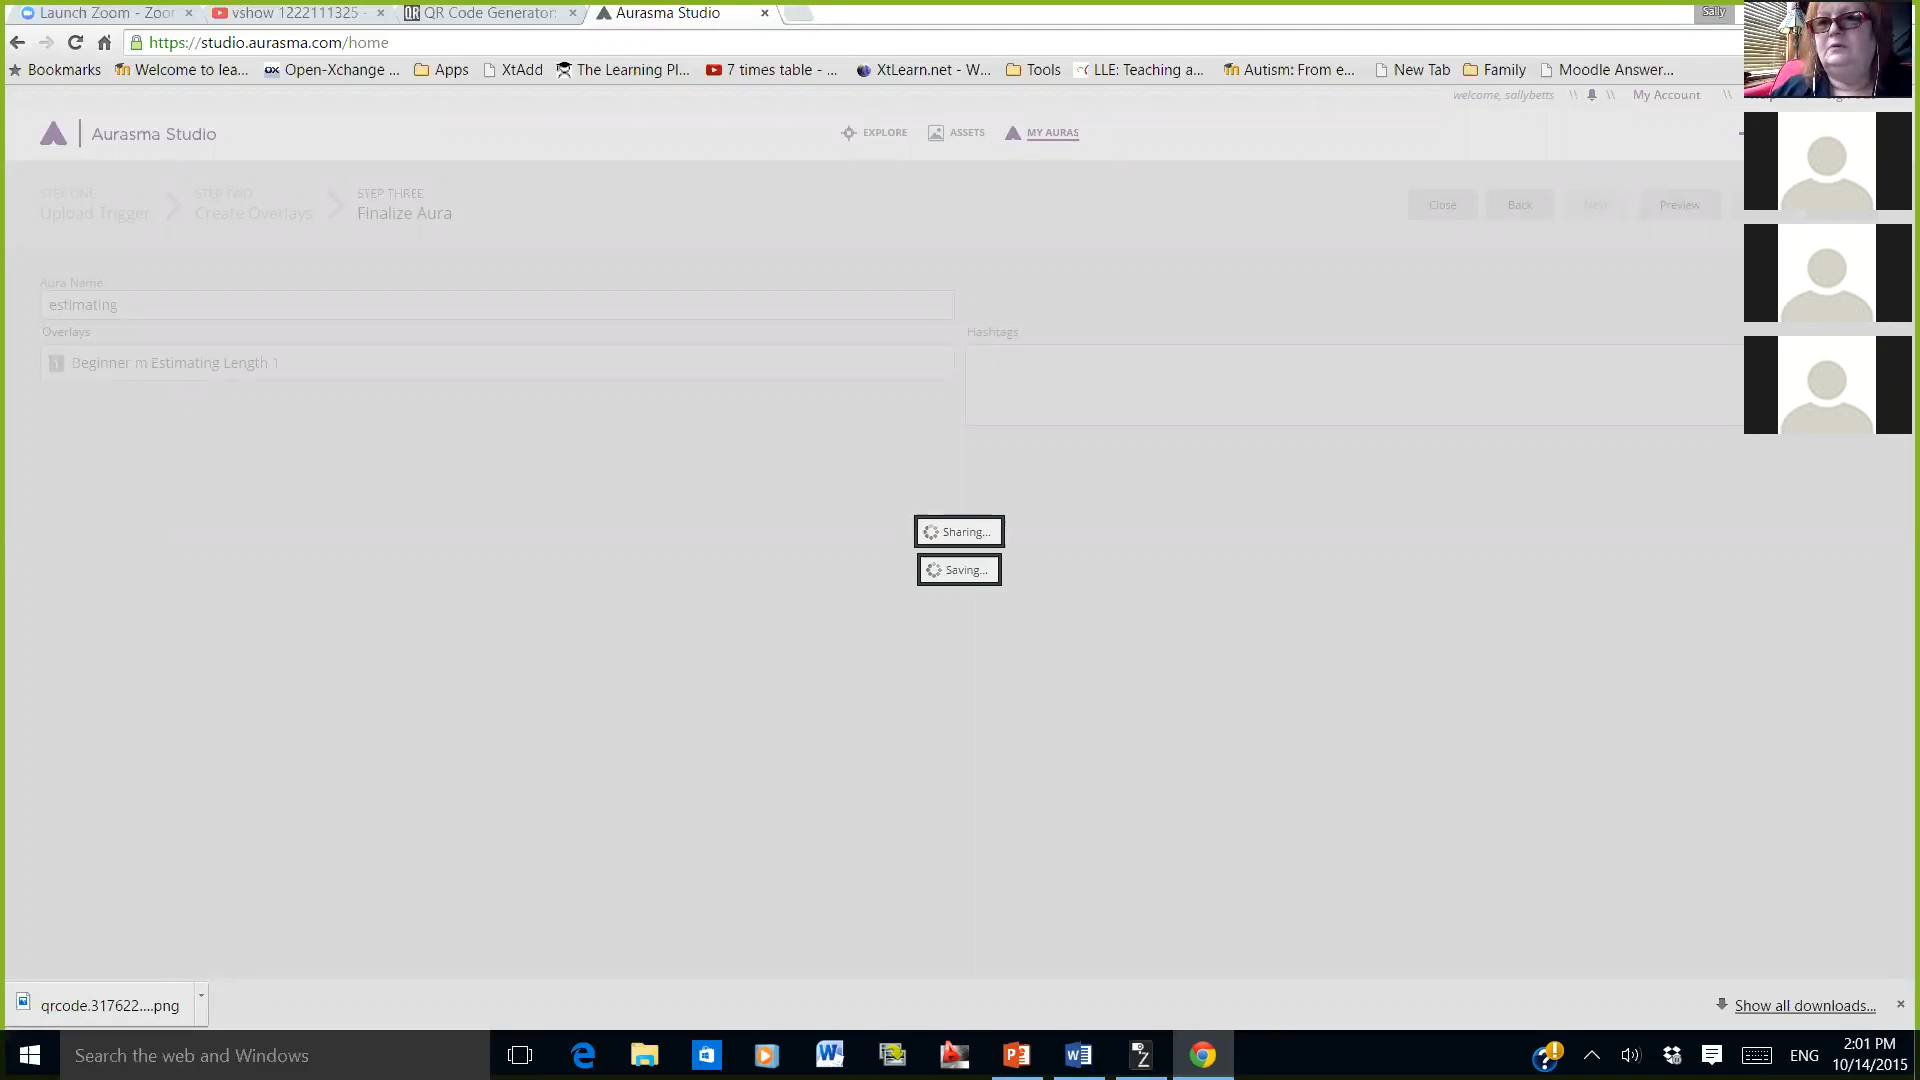 Launch Zoom - Zoor
vshow 1222111325 -
QR QR Code Generator:
Aurasma Studio
Sally
https://studio.aurasma.com/home
Bookmarks
Welcome to lea...
OX Open-Xchange ...
Apps
XtAdd
The Learning Pl...
7 times table - ...
XtLearn.net - W...
Tools
LLE: Teaching a...
Autism: From e...
New Tab
Family
Moodle Answer...
welcome, sallybetts \\ \\ My Account \\
Aurasma Studio
EXPLORE
ASSETS
MY AURAS
STEP ONE
Upload Trigger
STEP TWO
Create Overlays
STEP THREE
Finalize Aura
Close
Back
Next
Preview
Aura Name
estimating
Overlays
Hashtags
1 Beginner m Estimating Length 1
Sharing...
Saving...
qrcode.317622....png
Show all downloads...
Search the web and Windows
ENG
2:01 PM
10/14/2015